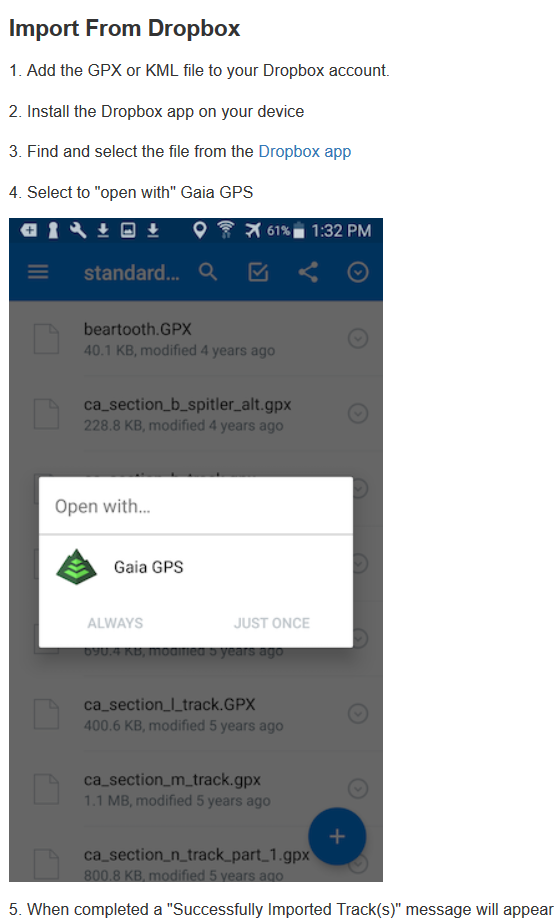 Import From Dropbox
1. Add the GPX or KML file to your Dropbox account.
2. Install the Dropbox app on your device
3. Find and select the file from the Dropbox app
4. Select to "open with" Gaia GPS
61% 1:32 PM
standard...
beartooth.GPX
40.1 KB, modified 4 years ago
ca_section_b_spitler_alt.gpx
228.8 KB, modified 4 years ago
Open with...
Gaia GPS
ALWAYS JUST ONCE
690.4 KB, modified 5 years ago
ca_section_l_track.GPX
400.6 KB, modified 5 years ago
ca_section_m_track.gpx
1.1 MB, modified 5 years ago
ca_section_n_track_part_1.gpx
800.8 KB, modified 5 years ago
5. When completed a "Successfully Imported Track(s)" message will appear